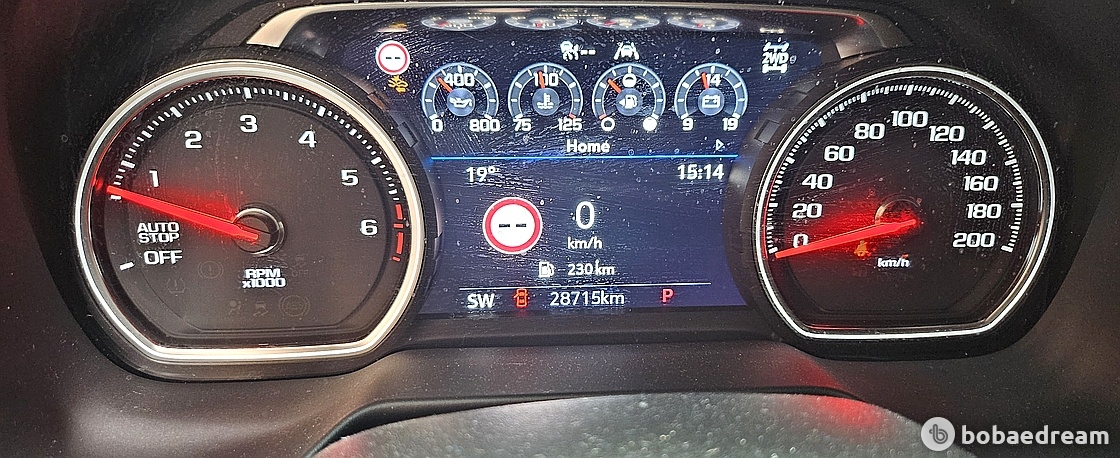 1
2
3
4
5
6
AUTO
STOP
OFF
RPM
x1000
--
2WD
400
0 800
100
75 125
14
9 19
Home
19° 15:14
--
0
km/h
230 km
SW 28715km P
0
20
40
60
80
100
120
140
160
180
200
km/h
bobaedream